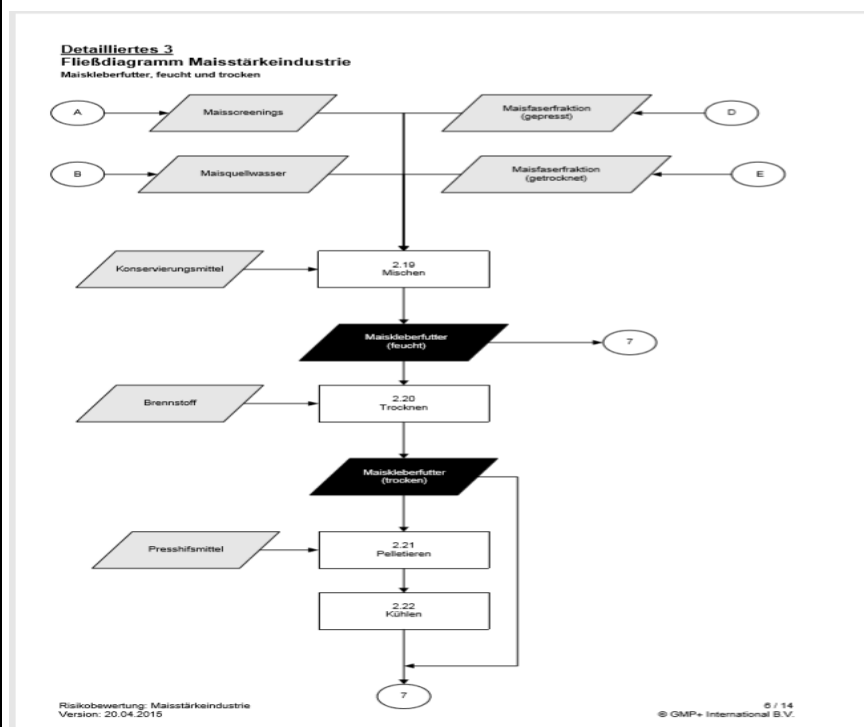 Detailliertes 3
Fließdiagramm Maisstärkeindustrie
Maiskleberfutter, feucht und trocken
A
Maisscreenings
Maisfaserfraktion
(gepresst)
D
B
Maisquellwasser
Maisfaserfraktion
(getrocknet)
E
Konservierungsmittel
2.19
Mischen
Maiskleberfutter
(feucht)
7
Brennstoff
2.20
Trocknen
Maiskleberfutter
(trocken)
Presshifsmittel
2.21
Pelletieren
2.22
Kühlen
7
Risikobewertung: Maisstärkeindustrie
Version: 20.04.2015
6 / 14
© GMP+ International B.V.